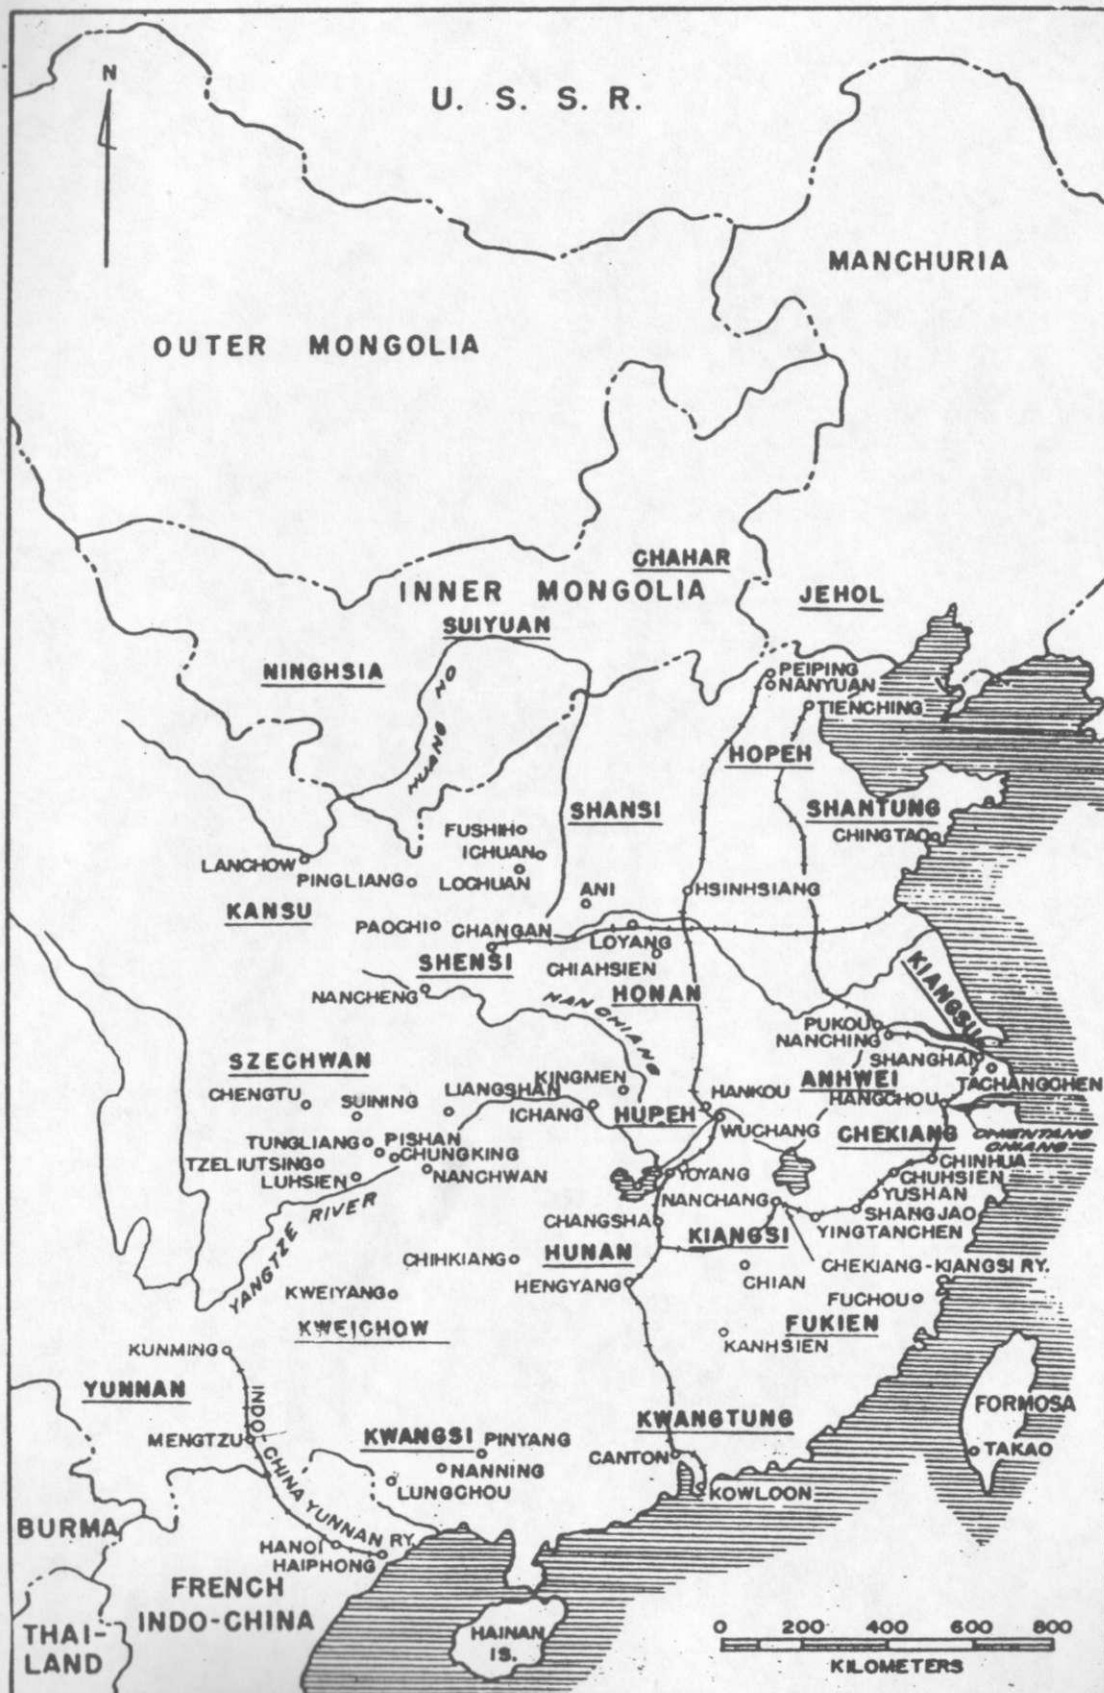 N
U. S. S. R.
MANCHURIA
OUTER MONGOLIA
CHAHAR
INNER MONGOLIA
JEHOL
SUIYUAN
NINGHSIA
HUANG HO
PEIPING
NANYUAN
TIENCHING
HOPEH
SHANSI
SHANTUNG
CHINGTAO
FUSHIH
ICHUAN
LANCHOW
PINGLIANG
LOCHUAN
ANI
HSINHSIANG
KANSU
PAOCHI
CHANGAN
LOYANG
SHENSI
CHIAHSIEN
KIANGSU
NANCHENG
HONAN
HANCHIANG
PUKOU
NANCHING
SHANGHAI
SZECHWAN
KINGMEN
ANHWEI
TACHANGCHEN
CHENGTU
LIANGSHAN
HANKOU
HANGCHOU
SUINING
ICHANG
HUPEH
WUCHANG
CHEKIANG
CHIENTANG
CHIANG
TUNGLIANG
PISHAN
CHUNGKING
CHINHUA
TZELIUTSING
NANCHWAN
YOYANG
CHUHSIEN
LUHSIEN
NANCHANG
YUSHAN
YANGTZE RIVER
CHANGSHA
SHANGJAO
KIANGSI
YINGTANCHEN
HUNAN
CHIHKIANG
CHEKIANG-KIANGSI RY.
HENGYANG
CHIAN
KWEIYANG
FUCHOU
KWEICHOW
FUKIEN
KANHSIEN
KUNMING
YUNNAN
INDO CHINA YUNNAN RY.
FORMOSA
KWANGTUNG
MENGTZU
KWANGSI
PINYANG
CANTON
TAKAO
NANNING
LUNGCHOU
KOWLOON
BURMA
HANOI
HAIPHONG
FRENCH
INDO-CHINA
THAI-
LAND
HAINAN
IS.
0 200 400 600 800
KILOMETERS